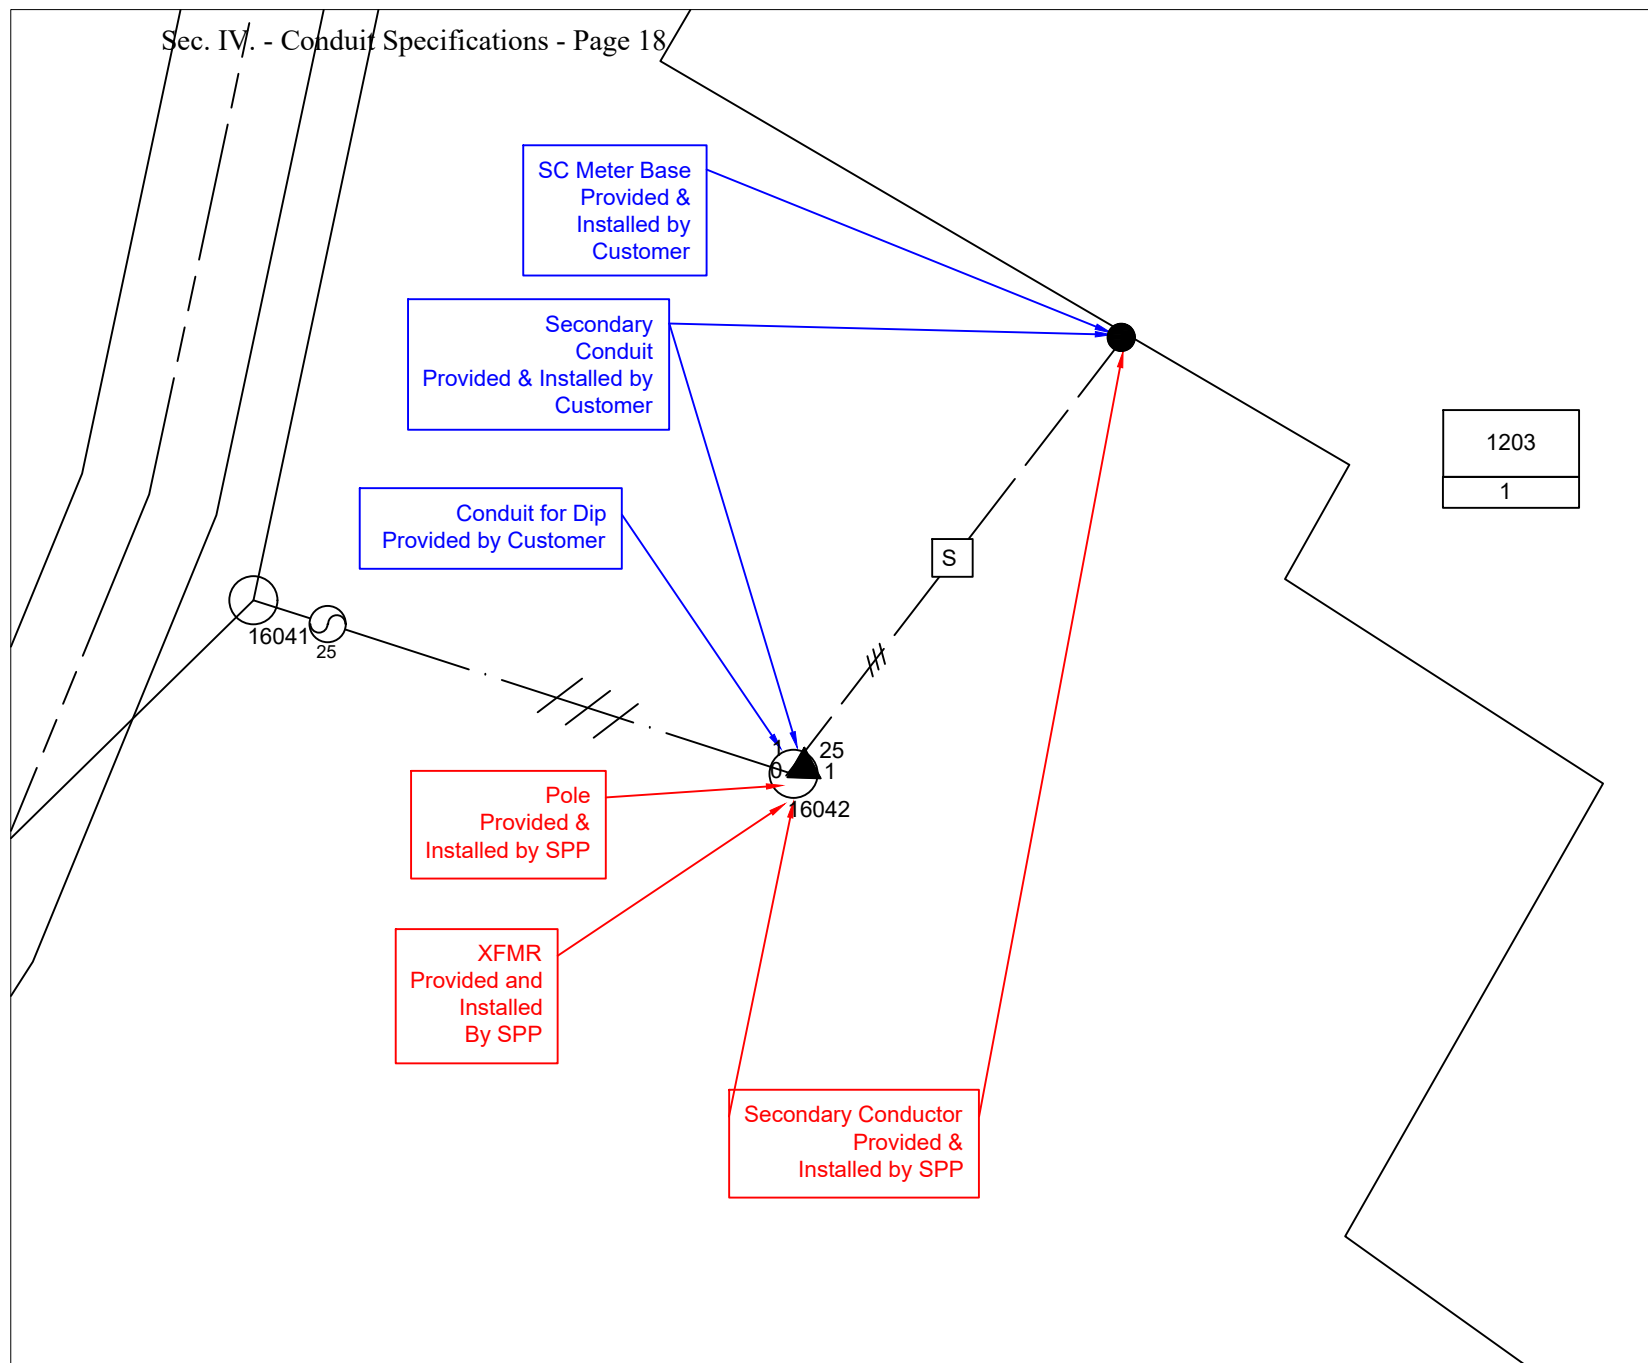 Sec. IV. - Conduit Specifications - Page 18
SC Meter Base
Provided &
Installed by
Customer
Secondary
Conduit
Provided & Installed by
Customer
1203
1
Conduit for Dip
Provided by Customer
S
16041
25
1
25
0
1
16042
Pole
Provided &
Installed by SPP
XFMR
Provided and
Installed
By SPP
Secondary Conductor
Provided &
Installed by SPP